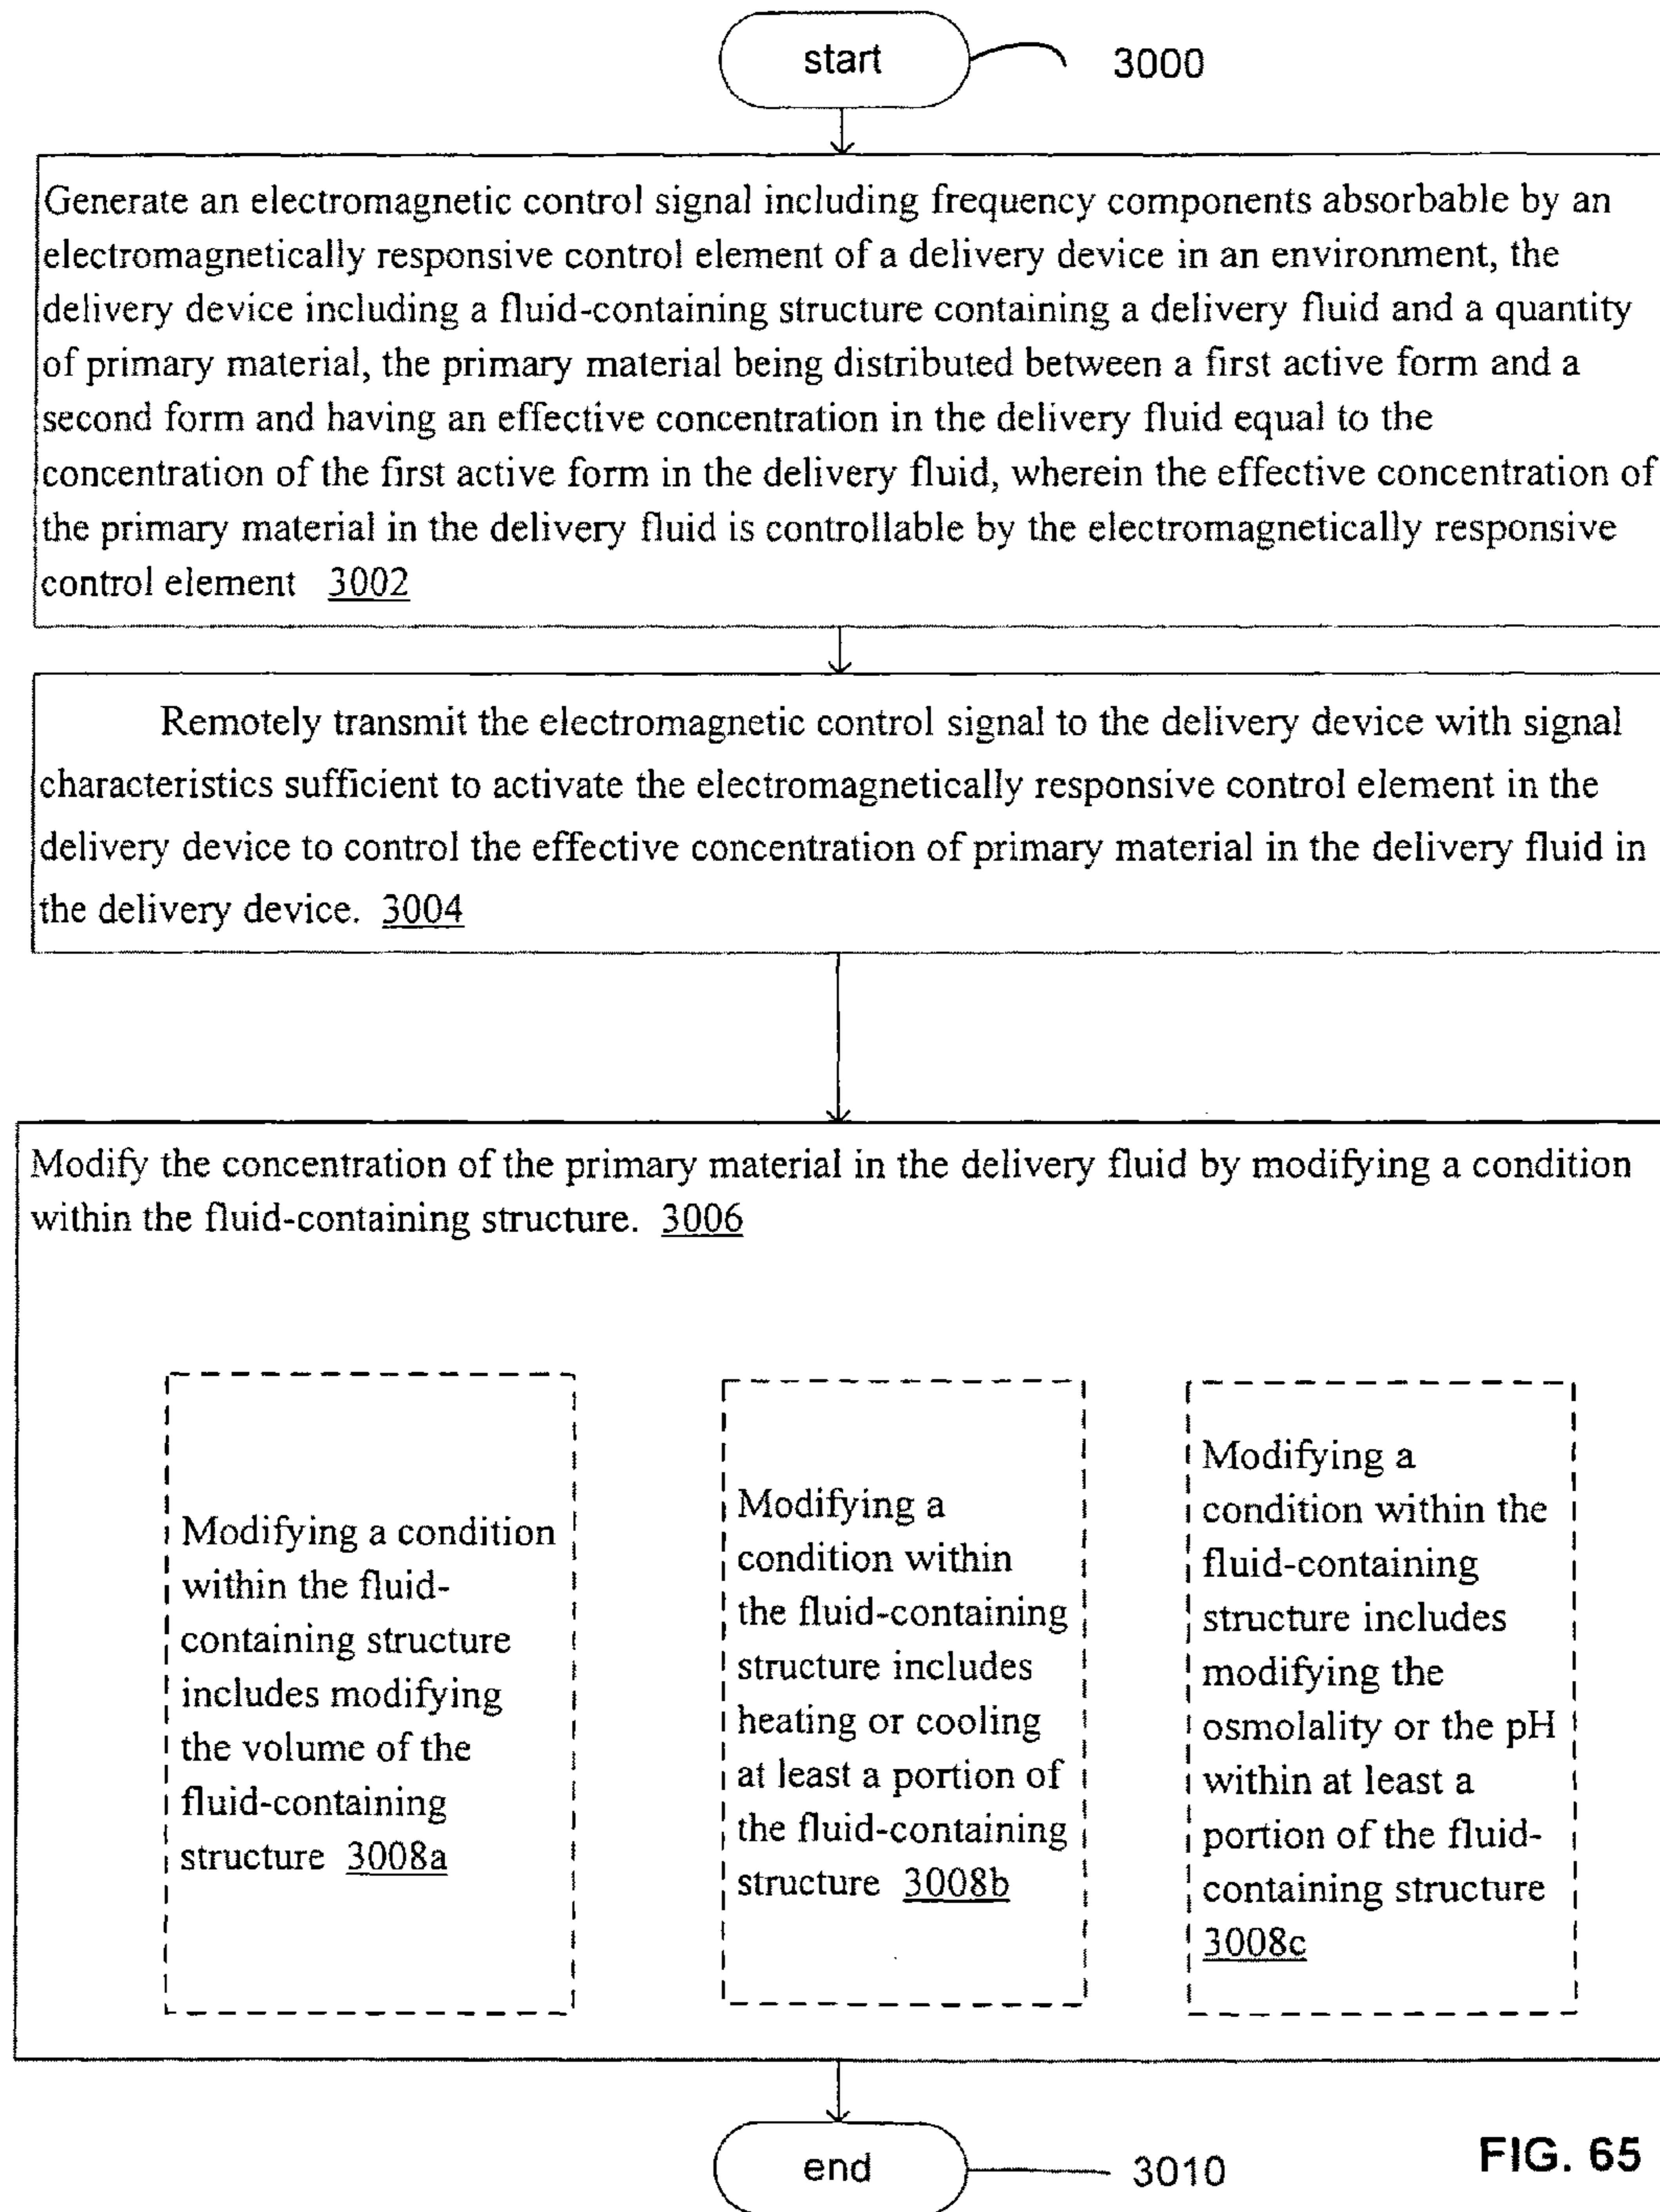 start
3000
Generate an electromagnetic control signal including frequency components absorbable by an
electromagnetically responsive control element of a delivery device in an environment, the
delivery device including a fluid-containing structure containing a delivery fluid and a quantity
of primary material, the primary material being distributed between a first active form and a
second form and having an effective concentration in the delivery fluid equal to the
concentration of the first active form in the delivery fluid, wherein the effective concentration of
the primary material in the delivery fluid is controllable by the electromagnetically responsive
control element 3002
Remotely transmit the electromagnetic control signal to the delivery device with signal
characteristics sufficient to activate the electromagnetically responsive control element in the
delivery device to control the effective concentration of primary material in the delivery fluid in
the delivery device. 3004
Modify the concentration of the primary material in the delivery fluid by modifying a condition
within the fluid-containing structure. 3006
Modifying a condition
within the fluid-
containing structure
includes modifying
the volume of the
fluid-containing
structure 3008a
Modifying a
condition within
the fluid-containing
structure includes
heating or cooling
at least a portion of
the fluid-containing
structure 3008b
Modifying a
condition within the
fluid-containing
structure includes
modifying the
osmolality or the pH
within at least a
portion of the fluid-
containing structure
3008c
end
3010
FIG. 65